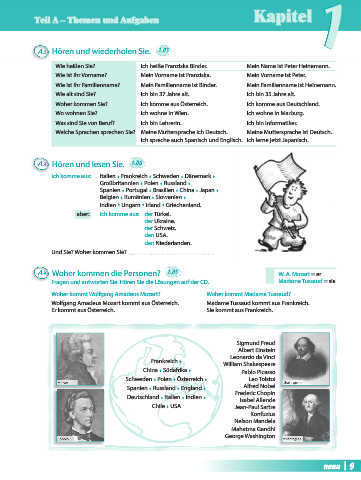 Teil A – Themen und Aufgaben
Kapitel 1
A1 Hören und wiederholen Sie. 1.07
Wie heißen Sie? Ich heiße Franziska Binder. Mein Name ist Peter Heinemann.
Wie ist Ihr Vorname? Mein Vorname ist Franziska. Mein Vorname ist Peter.
Wie ist Ihr Familienname? Mein Familienname ist Binder. Mein Familienname ist Heinemann.
Wie alt sind Sie? Ich bin 37 Jahre alt. Ich bin 35 Jahre alt.
Woher kommen Sie? Ich komme aus Österreich. Ich komme aus Deutschland.
Wo wohnen Sie? Ich wohne in Wien. Ich wohne in Marburg.
Was sind Sie von Beruf? Ich bin Lehrerin. Ich bin Informatiker.
Welche Sprachen sprechen Sie? Meine Muttersprache ist Deutsch. Meine Muttersprache ist Deutsch.
Ich spreche auch Spanisch und Englisch. Ich lerne jetzt Japanisch.
Hören und lesen Sie.
Ich komme aus: Italien • Frankreich • Schweden • Dänemark •
Großbritannien • Polen • Russland •
Spanien • Portugal • Brasilien • China • Japan •
Belgien • Rumänien • Slowenien •
Indien • Ungarn • Irland • Griechenland.
aber: Ich komme aus der Türkei.
der Ukraine.
der Schweiz.
den USA.
den Niederlanden.
Und Sie? Woher kommen Sie?
Woher kommen die Personen?
Fragen und antworten Sie. Hören Sie die Lösungen auf der CD.
W. A. Mozart = er
Madame Tussaud = sie
Woher kommt Wolfgang Amadeus Mozart?
Wolfgang Amadeus Mozart kommt aus Österreich.
Er kommt aus Österreich.
Woher kommt Madame Tussaud?
Madame Tussaud kommt aus Frankreich.
Sie kommt aus Frankreich.
Frankreich •
China • Südafrika •
Schweden • Polen • Österreich •
Spanien • Russland • England •
Deutschland • Italien • Indien •
Chile • USA
Sigmund Freud
Albert Einstein
Leonardo da Vinci
William Shakespeare
Pablo Picasso
Leo Tolstoi
Alfred Nobel
Frederic Chopin
Isabel Allende
Jean-Paul Sartre
Konfuzius
Nelson Mandela
Mahatma Gandhi
George Washington
neun | 9